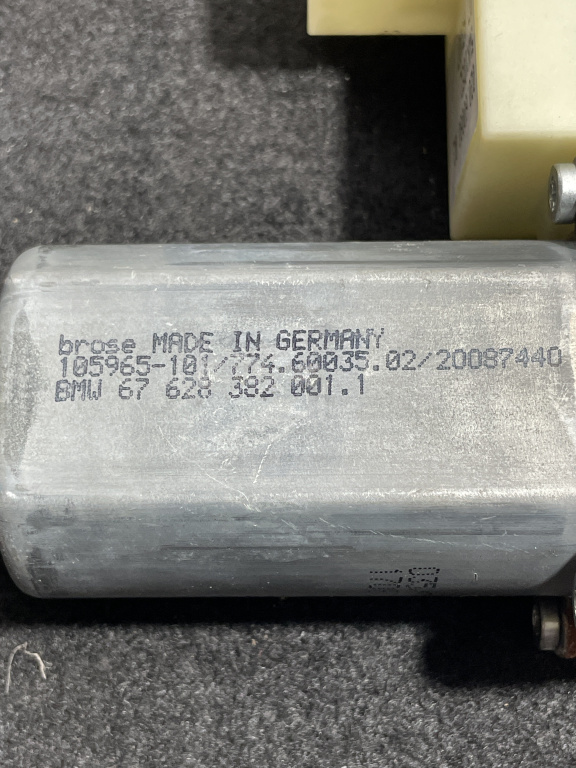 brose MADE IN GERMANY
105965-101/774.60035.02/20087440
BMW 67 628 382 001.1